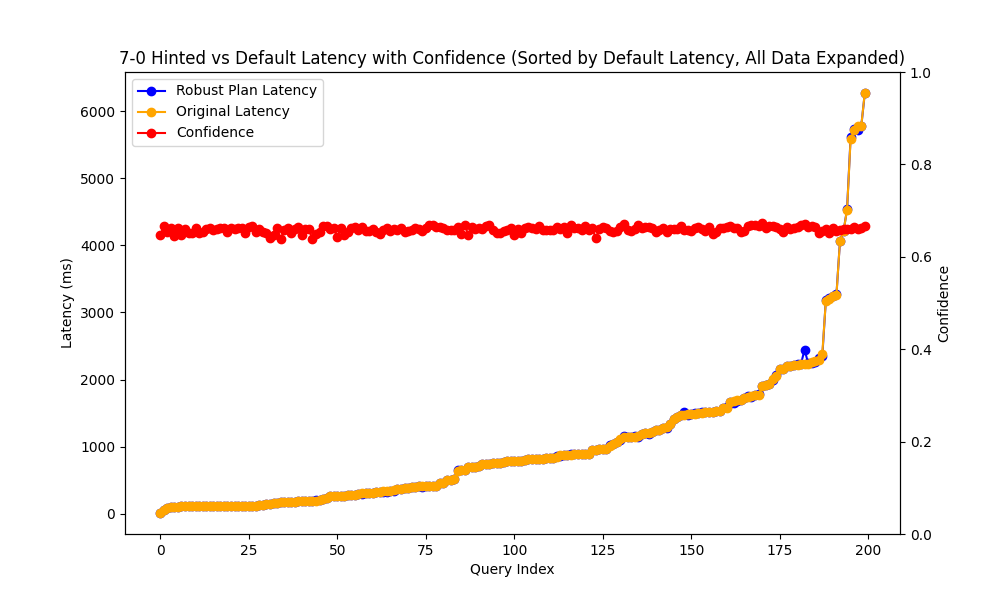 7-0 Hinted vs Default Latency with Confidence (Sorted by Default Latency, All Data Expanded)
Robust Plan Latency
Original Latency
Confidence
Latency (ms)
6000
5000
4000
3000
2000
1000
0
1.0
0.8
0.6
0.4
0.2
0.0
Confidence
0 25 50 75 100 125 150 175 200
Query Index